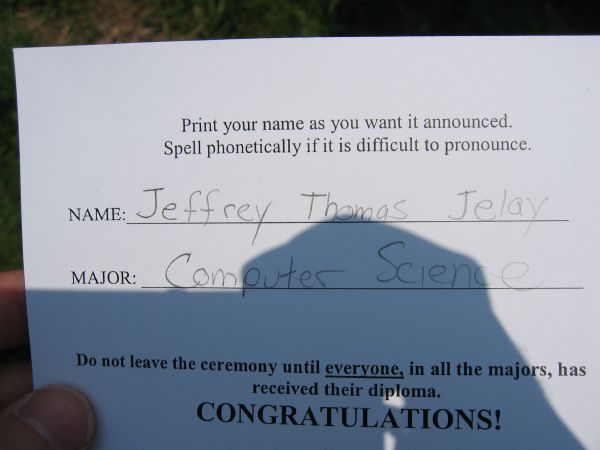 Print your name as you want it announced.
Spell phonetically if it is difficult to pronounce.
NAME: Jeffrey Thomas Jelay
MAJOR: Computer Science
Do not leave the ceremony until everyone, in all the majors, has
received their diploma.
CONGRATULATIONS!